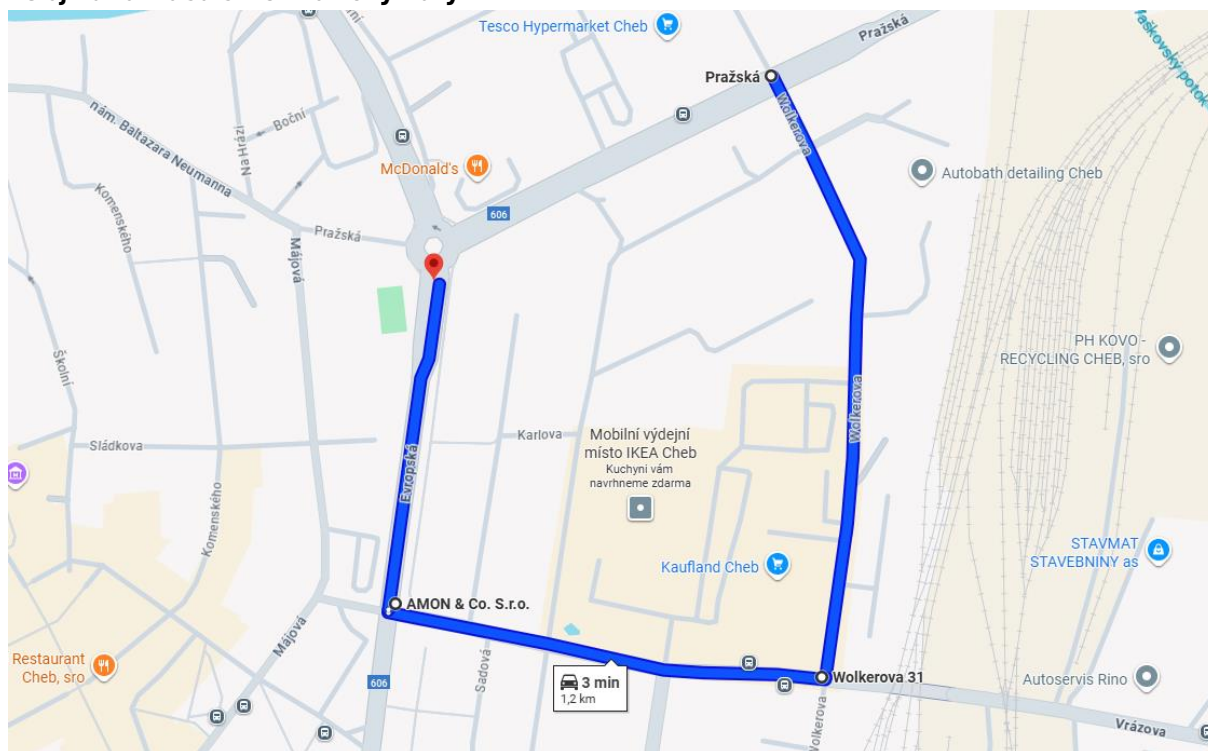 Tesco Hypermarket Cheb
Pražská
Pražská
Wolkerova
Boční
Na Hrázi
nám. Baltazara Neumanna
McDonald's
Autobath detailing Cheb
Komenského
606
Pražská
Májová
PH KOVO -
RECYCLING CHEB, sro
Školní
Wolkerova
Sládkova
Karlova
Mobilní výdejní
místo IKEA Cheb
Kuchyni vám
navrhneme zdarma
Evropská
Komenského
STAVMAT
STAVEBNINY as
Kaufland Cheb
AMON & Co. S.r.o.
Májová
Restaurant
Cheb, sro
Sadová
606
3 min
1,2 km
Wolkerova 31
Autoservis Rino
Wolkerova
Vrázova